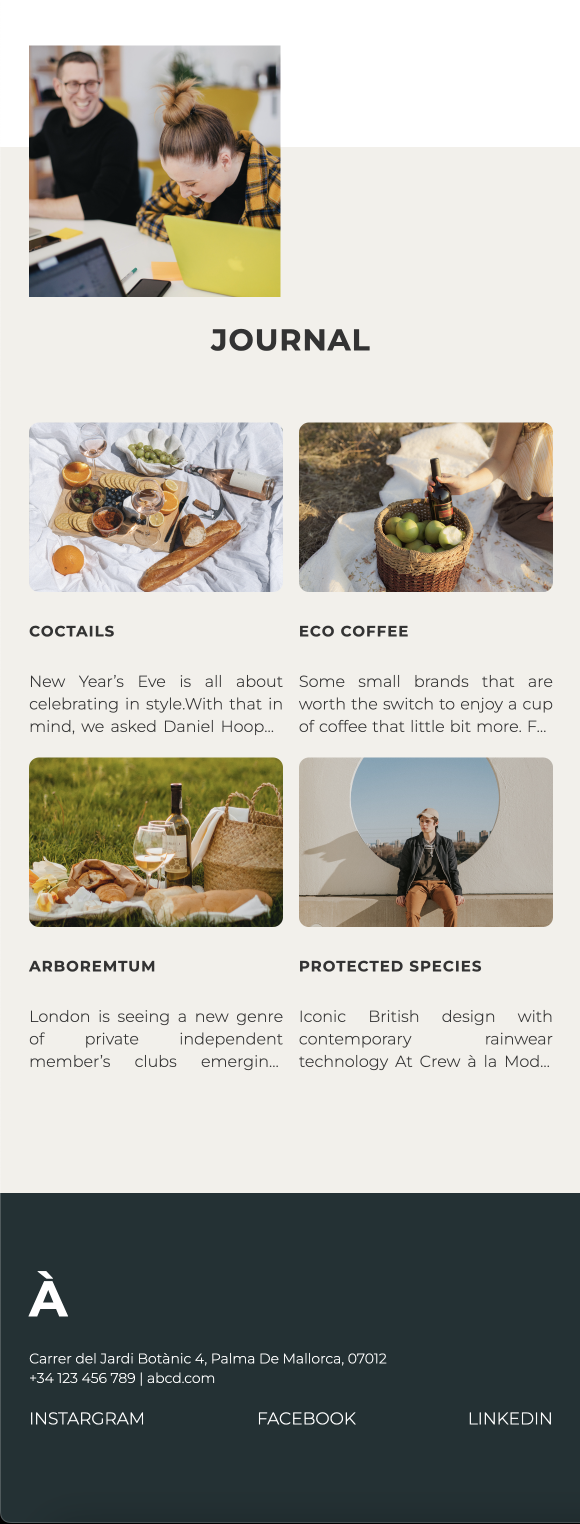 JOURNAL
COCTAILS
New Year’s Eve is all about
celebrating in style.With that in
mind, we asked Daniel Hoop...
ECO COFFEE
Some small brands that are
worth the switch to enjoy a cup
of coffee that little bit more. F...
ARBOREMTUM
London is seeing a new genre
of private independent
member’s clubs emergin...
PROTECTED SPECIES
Iconic British design with
contemporary rainwear
technology At Crew à la Mod...
À
Carrer del Jardi Botànic 4, Palma De Mallorca, 07012
+34 123 456 789 | abcd.com
INSTARGRAM FACEBOOK LINKEDIN